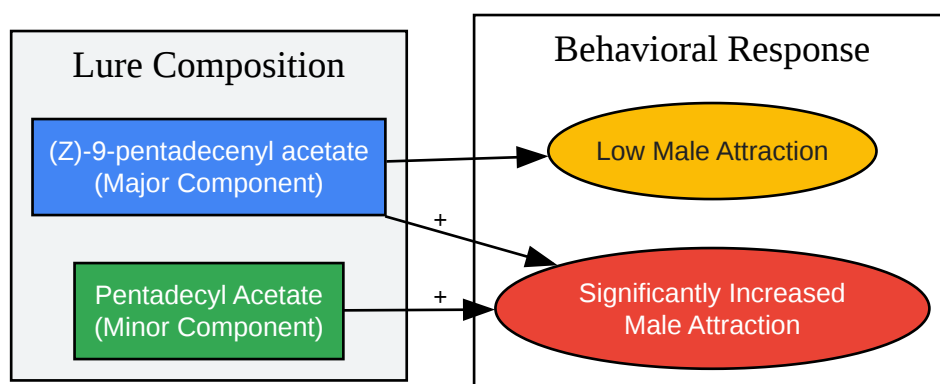 Lure Composition
(Z)-9-pentadecenyl acetate
(Major Component)
Pentadecyl Acetate
(Minor Component)
+
+
Behavioral Response
Low Male Attraction
Significantly Increased
Male Attraction